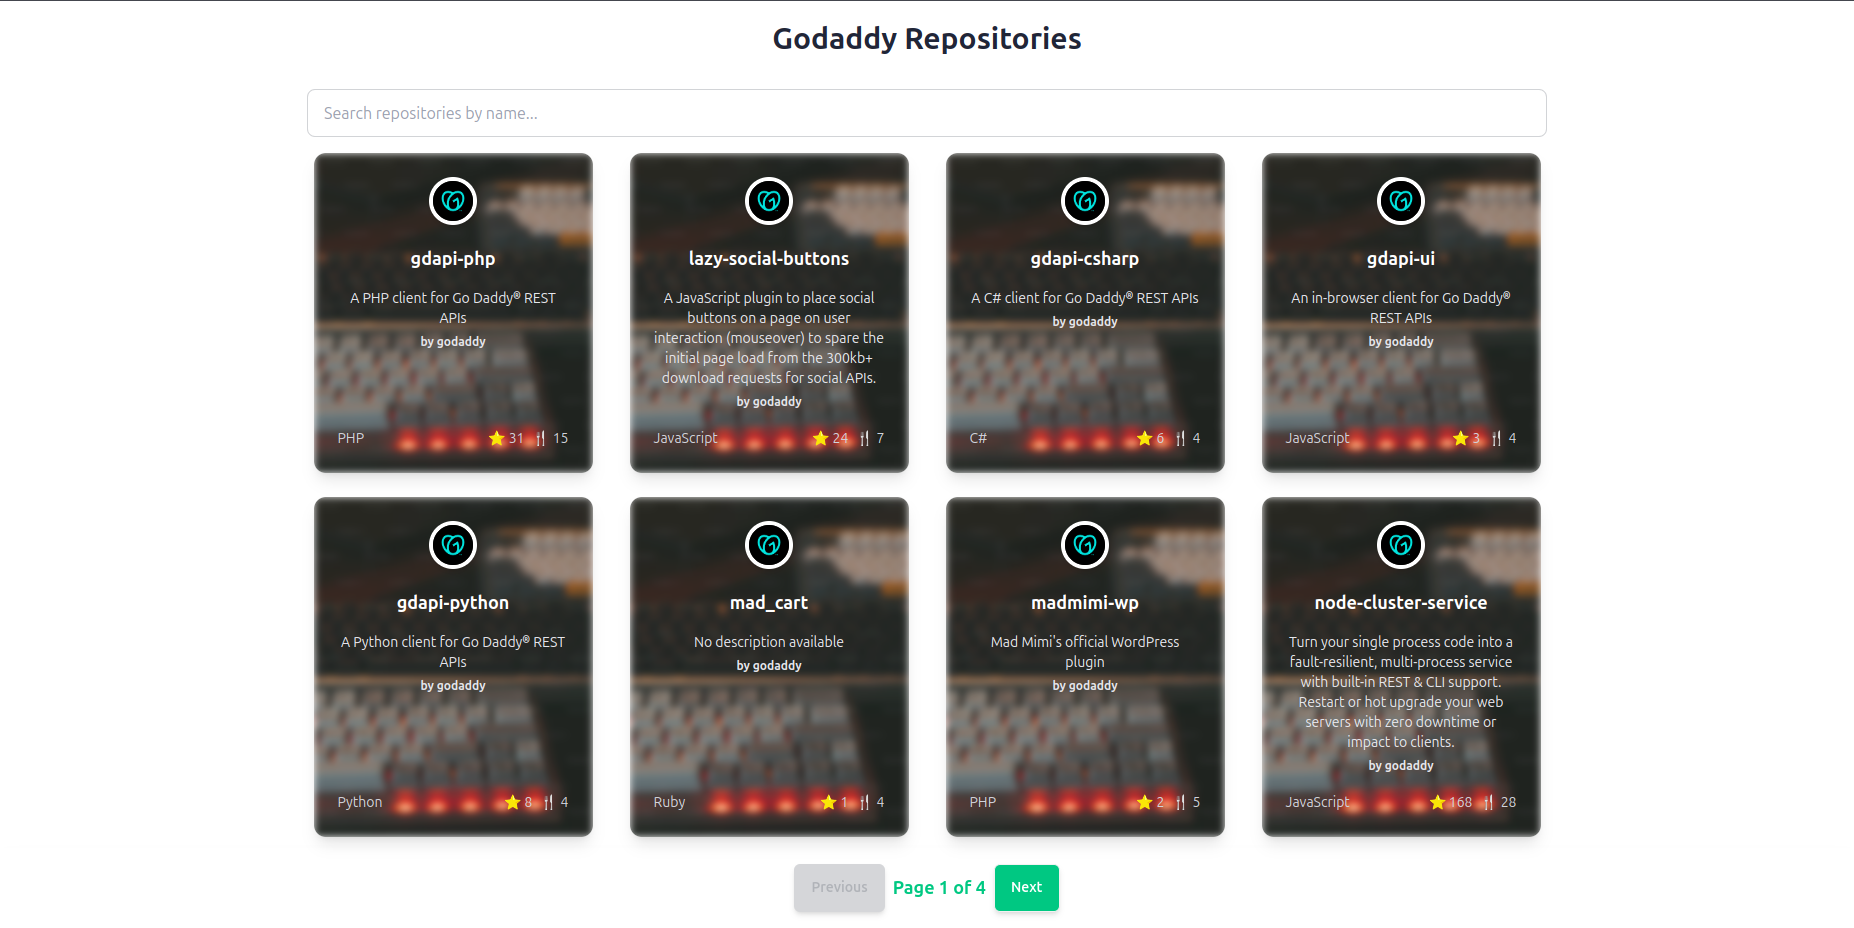 Godaddy Repositories
Search repositories by name...
gdapi-php
A PHP client for Go Daddy® REST
APIs
by godaddy
PHP
31
15
lazy-social-buttons
A JavaScript plugin to place social
buttons on a page on user
interaction (mouseover) to spare the
initial page load from the 300kb+
download requests for social APIs.
by godaddy
JavaScript
24
7
gdapi-csharp
A C# client for Go Daddy® REST APIs
by godaddy
C#
6
4
gdapi-ui
An in-browser client for Go Daddy®
REST APIs
by godaddy
JavaScript
3
4
gdapi-python
A Python client for Go Daddy® REST
APIs
by godaddy
Python
8
4
mad_cart
No description available
by godaddy
Ruby
1
4
madmimi-wp
Mad Mimi's official WordPress
plugin
by godaddy
PHP
2
5
node-cluster-service
Turn your single process code into a
fault-resilient, multi-process service
with built-in REST & CLI support.
Restart or hot upgrade your web
servers with zero downtime or
impact to clients.
by godaddy
JavaScript
168
28
Previous
Page 1 of 4
Next